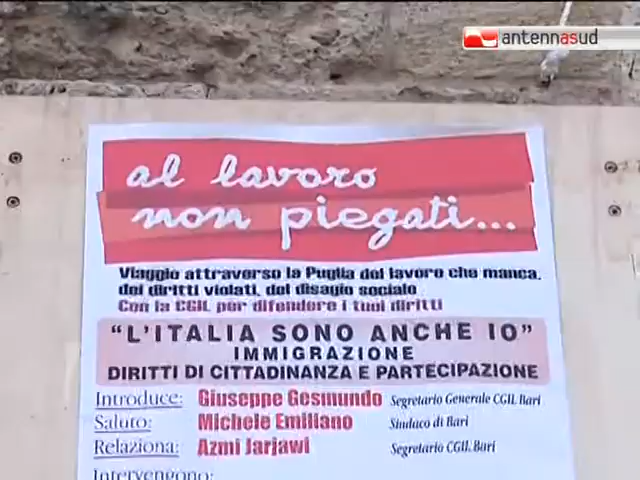 antennasud
al lavoro
non piegati...
Viaggio attraverso la Puglia del lavoro che manca,
dei diritti violati, del disagio sociale
Con la CGIL per difendere i tuoi diritti
"L'ITALIA SONO ANCHE IO"
IMMIGRAZIONE
DIRITTI DI CITTADINANZA E PARTECIPAZIONE
Introduce: Giuseppe Gesmundo Segretario Generale CGIL Bari
Saluto: Michele Emiliano Sindaco di Bari
Relaziona: Azmi Jarjawi Segretario CGIL Bari
Intervengono: